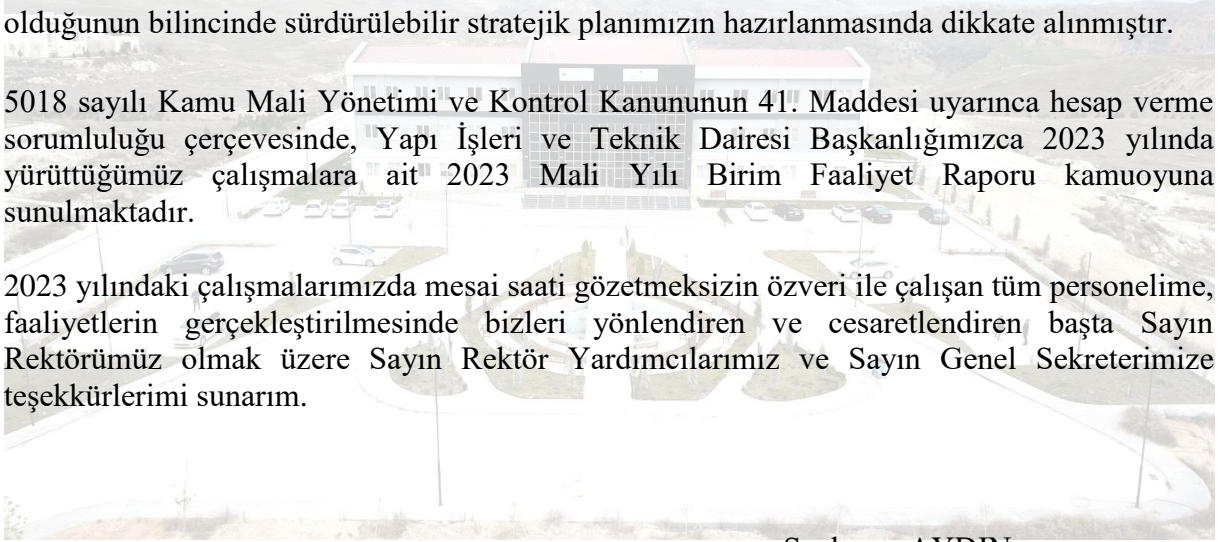 olduğunun bilincinde sürdürülebilir stratejik planımızın hazırlanmasında dikkate alınmıştır.
5018 sayılı Kamu Mali Yönetimi ve Kontrol Kanununun 41. Maddesi uyarınca hesap verme
sorumluluğu çerçevesinde, Yapı İşleri ve Teknik Dairesi Başkanlığımızca 2023 yılında
yürüttüğümüz çalışmalara ait 2023 Mali Yılı Birim Faaliyet Raporu kamuoyuna
sunulmaktadır.
2023 yılındaki çalışmalarımızda mesai saati gözetmeksizin özveri ile çalışan tüm personelime,
faaliyetlerin gerçekleştirilmesinde bizleri yönlendiren ve cesaretlendiren başta Sayın
Rektörümüz olmak üzere Sayın Rektör Yardımcılarımız ve Sayın Genel Sekreterimize
teşekkürlerimi sunarım.
AYDIN